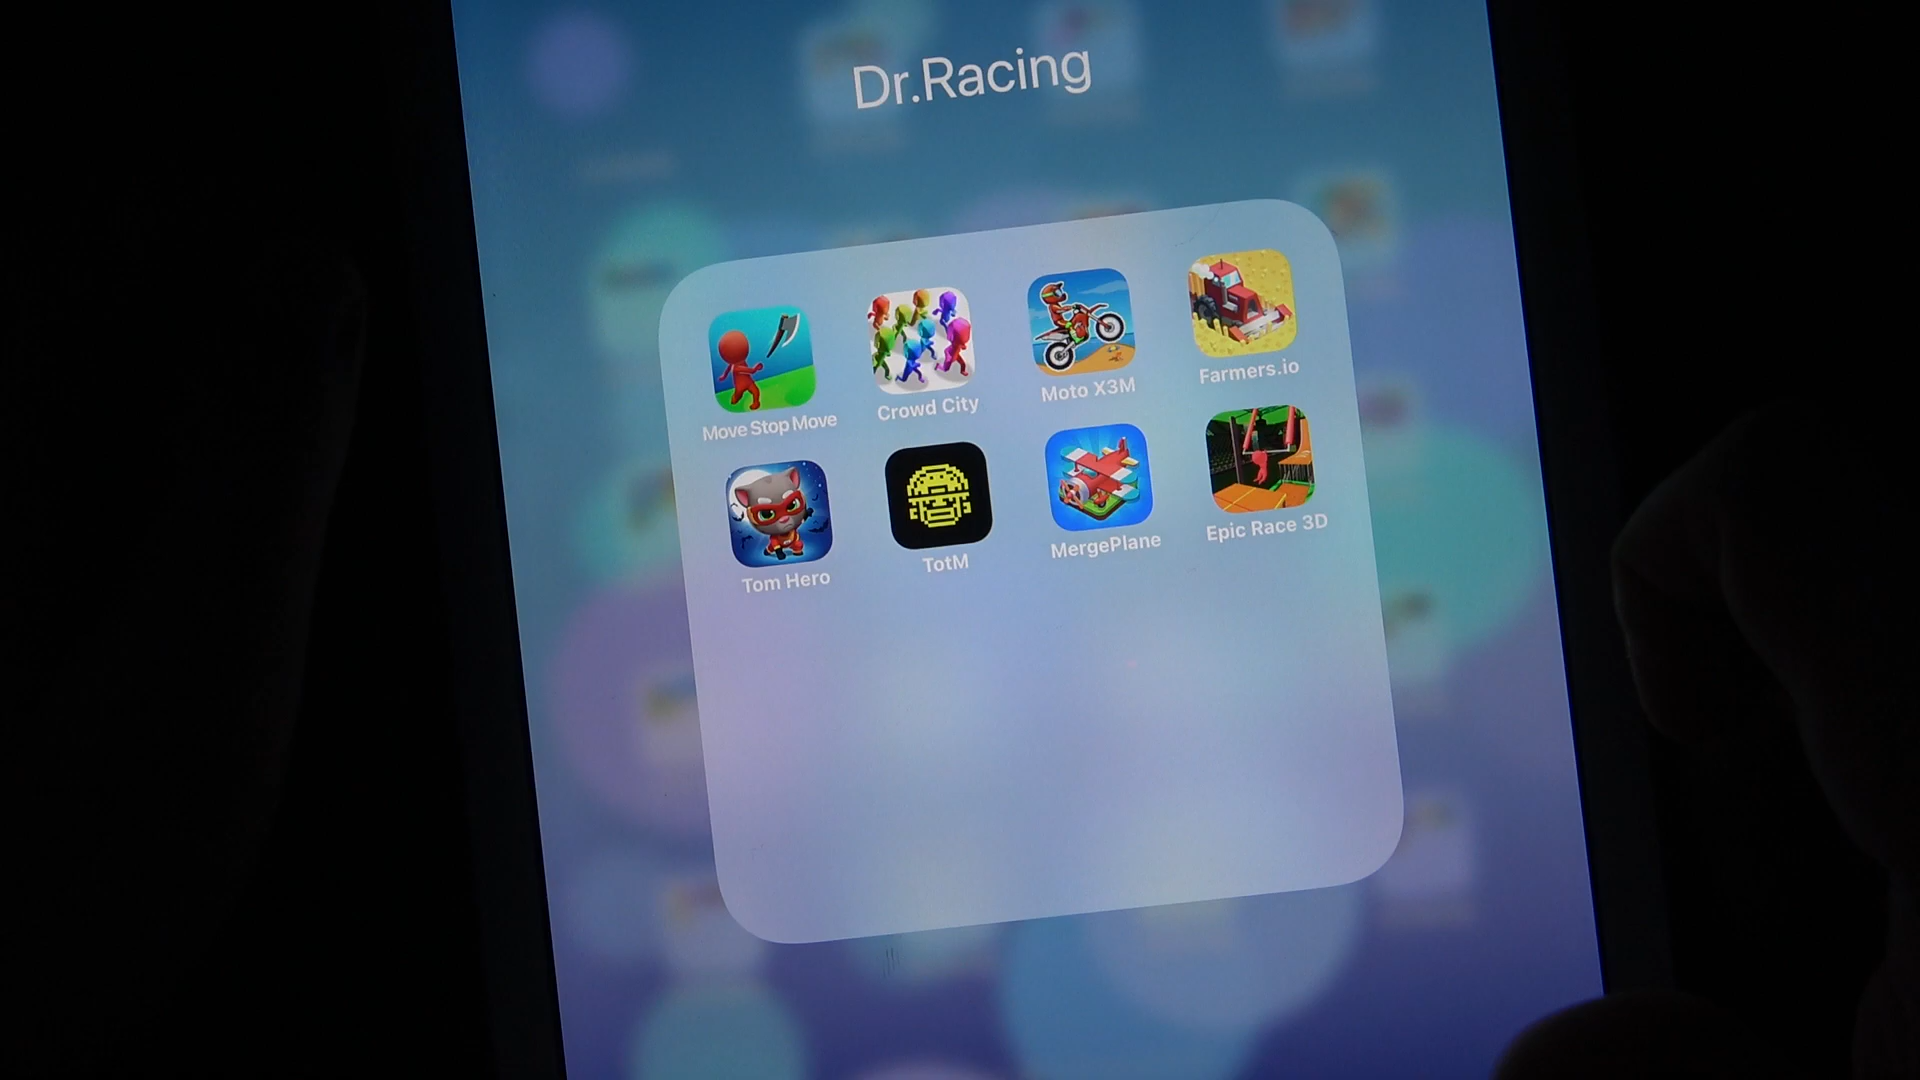 Dr.Racing
Move Stop Move
Crowd City
Moto X3M
Farmers.io
Tom Hero
TotM
MergePlane
Epic Race 3D